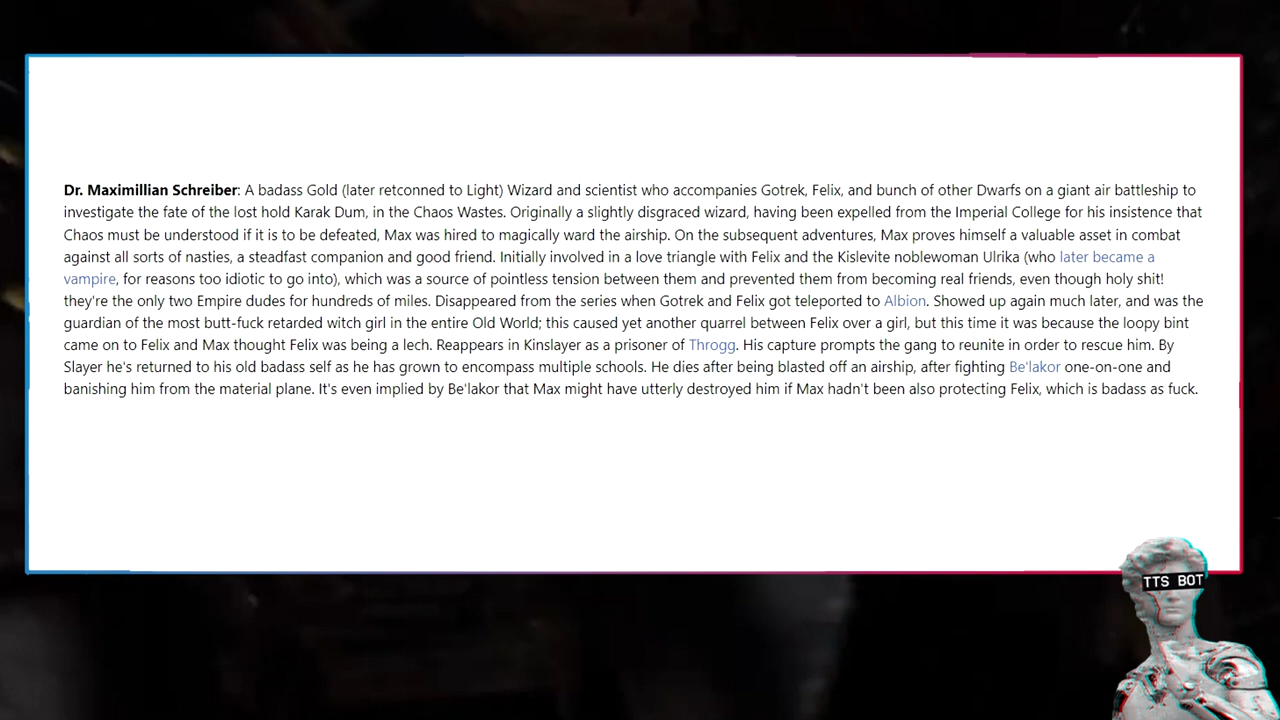 Dr. Maximillian Schreiber: A badass Gold (later retconned to Light) Wizard and scientist who accompanies Gotrek, Felix, and bunch of other Dwarfs on a giant air battleship to
investigate the fate of the lost hold Karak Dum, in the Chaos Wastes. Originally a slightly disgraced wizard, having been expelled from the Imperial College for his insistence that
Chaos must be understood if it is to be defeated, Max was hired to magically ward the airship. On the subsequent adventures, Max proves himself a valuable asset in combat
against all sorts of nasties, a steadfast companion and good friend. Initially involved in a love triangle with Felix and the Kislevite noblewoman Ulrika (who later became a
vampire, for reasons too idiotic to go into), which was a source of pointless tension between them and prevented them from becoming real friends, even though holy shit!
they're the only two Empire dudes for hundreds of miles. Disappeared from the series when Gotrek and Felix got teleported to Albion. Showed up again much later, and was the
guardian of the most butt-fuck retarded witch girl in the entire Old World; this caused yet another quarrel between Felix over a girl, but this time it was because the loopy bint
came on to Felix and Max thought Felix was being a lech. Reappears in Kinslayer as a prisoner of Throgg. His capture prompts the gang to reunite in order to rescue him. By
Slayer he's returned to his old badass self as he has grown to encompass multiple schools. He dies after being blasted off an airship, after fighting Be'lakor one-on-one and
banishing him from the material plane. It's even implied by Be'lakor that Max might have utterly destroyed him if Max hadn't been also protecting Felix, which is badass as fuck.
TTS BOT